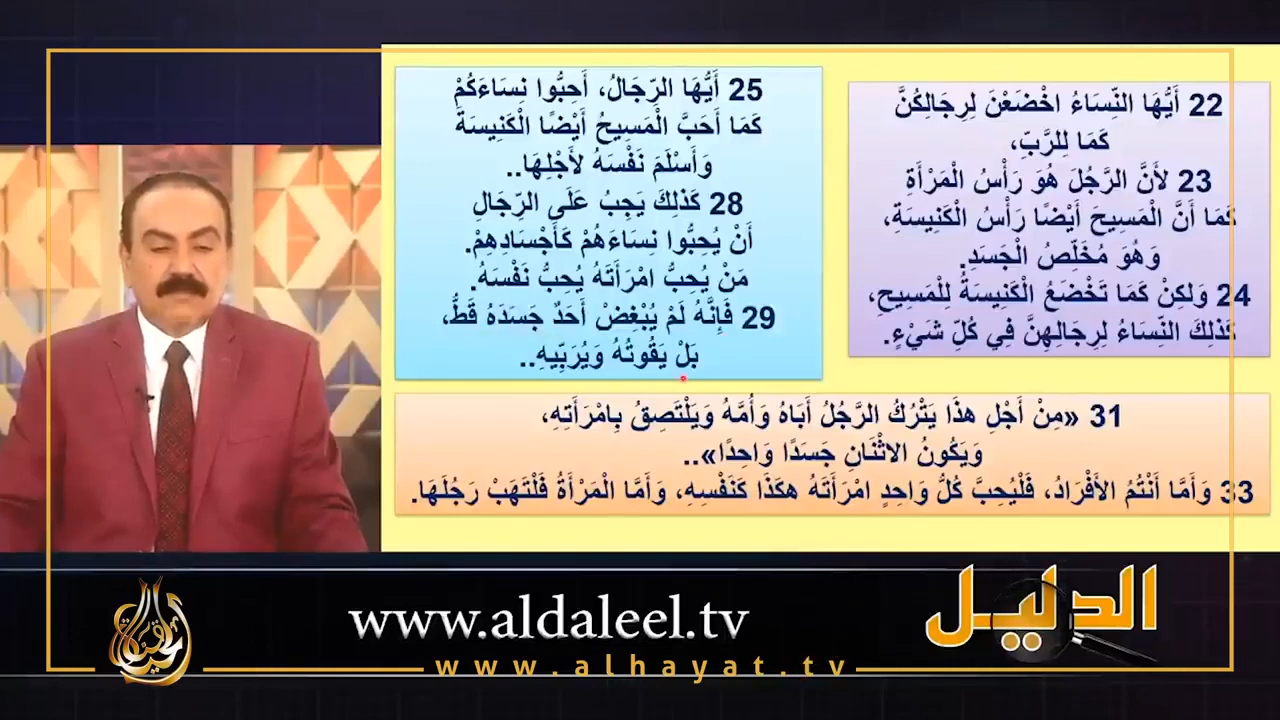 22 أَيُّهَا النِّسَاءُ اخْضَعْنَ لِرِجَالِكُنَّ
كَمَا لِلرَّبِّ،
23 لأَنَّ الرَّجُلَ هُوَ رَأْسُ الْمَرْأَةِ
كَمَا أَنَّ الْمَسِيحَ أَيْضًا رَأْسُ الْكَنِيسَةِ،
وَهُوَ مُخَلِّصُ الْجَسَدِ.
24 وَلكِنْ كَمَا تَخْضَعُ الْكَنِيسَةُ لِلْمَسِيحِ،
كَذلِكَ النِّسَاءُ لِرِجَالِهِنَّ فِي كُلِّ شَيْءٍ.
25 أَيُّهَا الرِّجَالُ، أَحِبُّوا نِسَاءَكُمْ
كَمَا أَحَبَّ الْمَسِيحُ أَيْضًا الْكَنِيسَةَ
وَأَسْلَمَ نَفْسَهُ لأَجْلِهَا..
28 كَذلِكَ يَجِبُ عَلَى الرِّجَالِ
أَنْ يُحِبُّوا نِسَاءَهُمْ كَأَجْسَادِهِمْ.
مَنْ يُحِبُّ امْرَأَتَهُ يُحِبُّ نَفْسَهُ.
29 فَإِنَّهُ لَمْ يُبْغِضْ أَحَدٌ جَسَدَهُ قَطُّ،
بَلْ يَقُوتُهُ وَيُرَبِّيهِ..
31 «مِنْ أَجْلِ هذَا يَتْرُكُ الرَّجُلُ أَبَاهُ وَأُمَّهُ وَيَلْتَصِقُ بِامْرَأَتِهِ،
وَيَكُونُ الاثْنَانِ جَسَدًا وَاحِدًا»..
33 وَأَمَّا أَنْتُمُ الأَفْرَادُ، فَلْيُحِبَّ كُلُّ وَاحِدٍ امْرَأَتَهُ هكَذَا كَنَفْسِهِ، وَأَمَّا الْمَرْأَةُ فَلْتَهَبْ رَجُلَهَا.
الدليل
www.aldaleel.tv
www.alhayat.tv